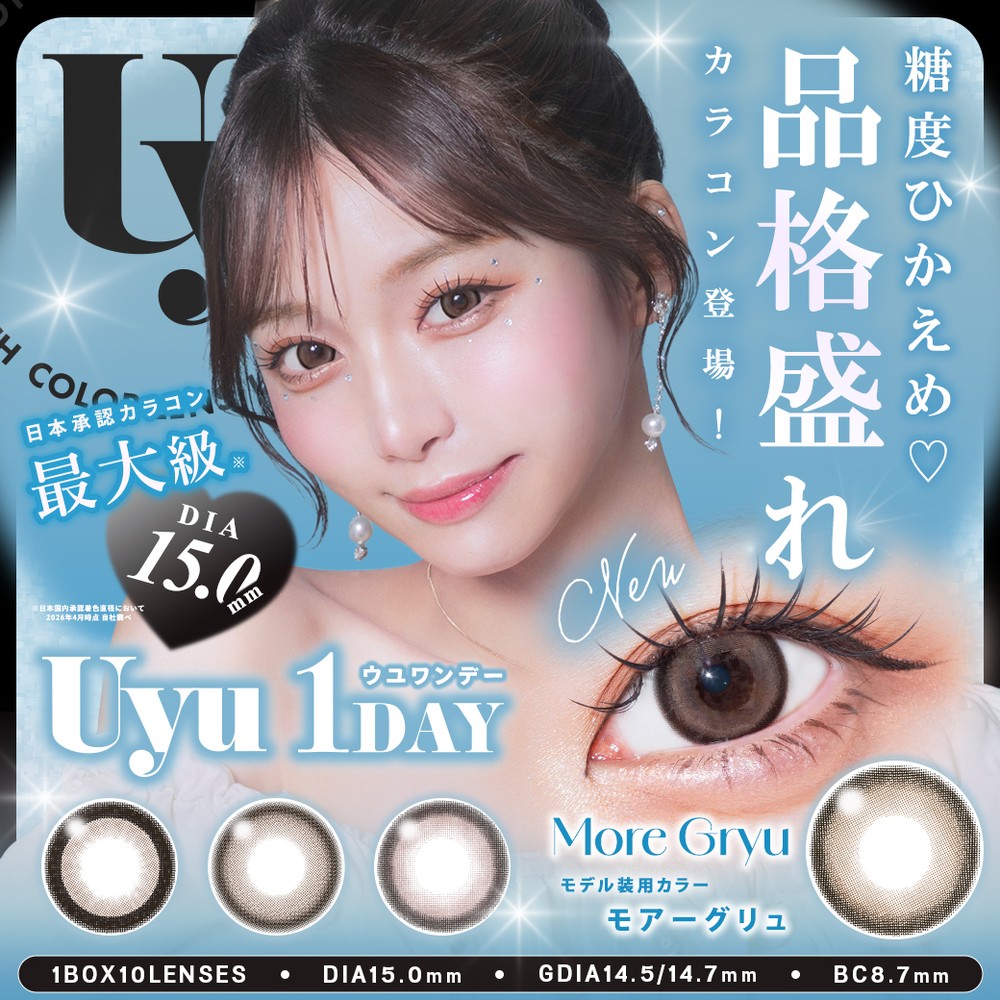 Uy
糖度ひかえめ♡
品格盛れ
カラコン登場！
H COLOR
日本承認カラコン
最大級※
DIA
15.0mm
※日本国内承認着色直径において
2026年4月時点 自社調べ
New
Uyu 1DAY
ウユワンデー
More Gryu
モデル装用カラー
モアーグリュ
1BOX10LENSES • DIA15.0mm • GDIA14.5/14.7mm • BC8.7mm